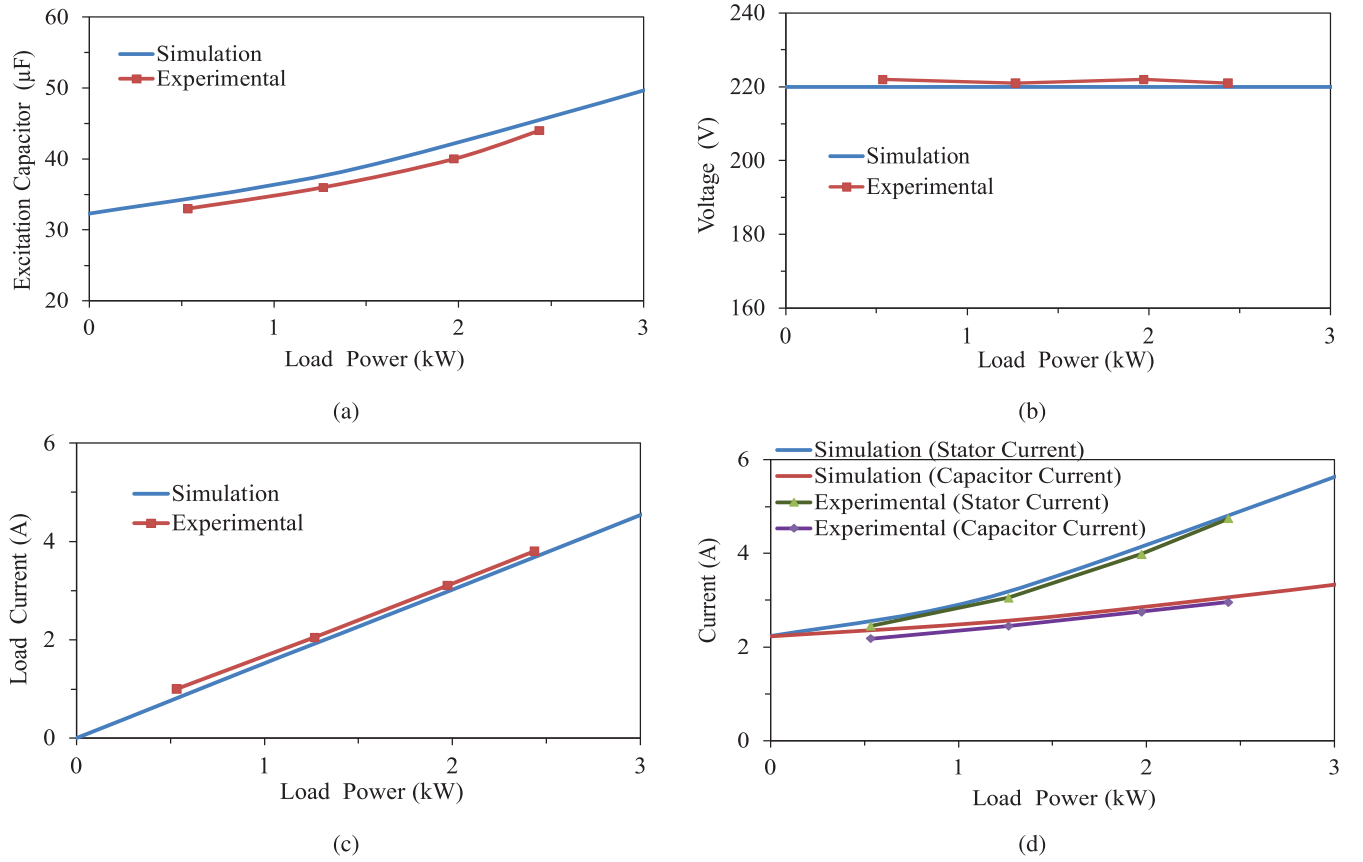 60
50
40
30
20
Excitation Capacitor (µF)
Simulation
Experimental
0 1 2 3
Load Power (kW)
(a)
240
220
200
180
160
Voltage (V)
Simulation
Experimental
0 1 2 3
Load Power (kW)
(b)
6
4
2
0
Load Current (A)
Simulation
Experimental
0 1 2 3
Load Power (kW)
(c)
Simulation (Stator Current)
Simulation (Capacitor Current)
Experimental (Stator Current)
Experimental (Capacitor Current)
6
4
2
0
Current (A)
0 1 2 3
Load Power (kW)
(d)